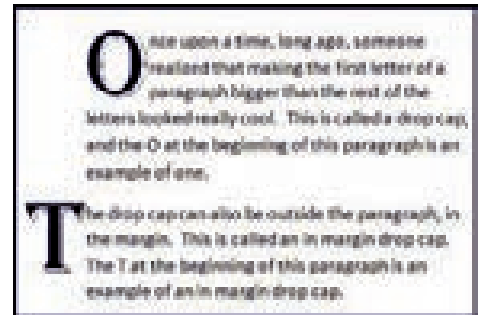 Once upon a time, long ago, someone
realized that making the first letter of a
paragraph bigger than the rest of the
letters looked really cool. This is called a drop cap,
and the O at the beginning of this paragraph is an
example of one.
The drop cap can also be outside the paragraph, in
the margin. This is called an in margin drop cap.
The T at the beginning of this paragraph is an
example of an in margin drop cap.